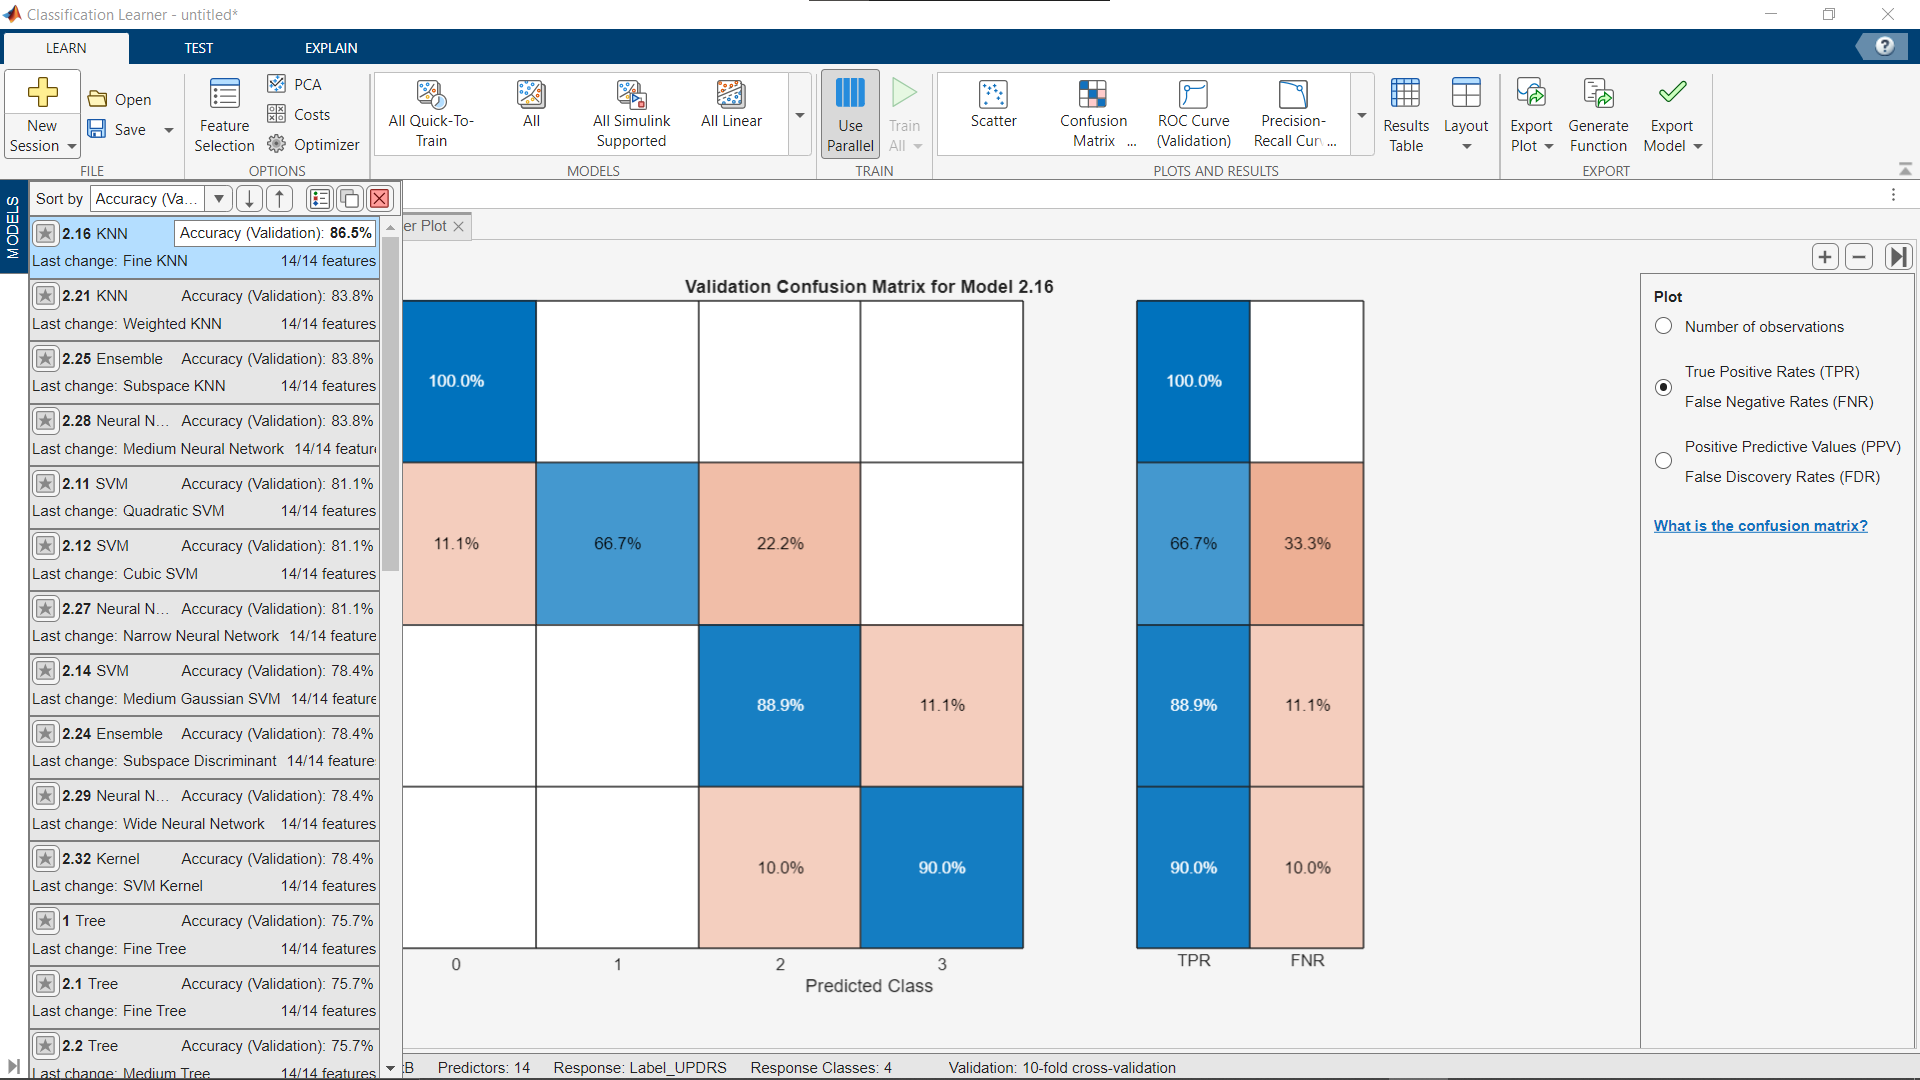 Classification Learner - untitled*
LEARN TEST EXPLAIN
New Session
Open
Save
FILE
Feature Selection
PCA
Costs
Optimizer
OPTIONS
All Quick-To-Train
All
All Simulink Supported
All Linear
MODELS
Use Parallel
Train All
TRAIN
Scatter
Confusion Matrix ...
ROC Curve (Validation)
Precision-Recall Cur...
PLOTS AND RESULTS
Results Table
Layout
Export Plot
Generate Function
Export Model
EXPORT
MODELS
Sort by Accuracy (Va...
2.16 KNN Accuracy (Validation): 86.5%
Last change: Fine KNN 14/14 features
2.21 KNN Accuracy (Validation): 83.8%
Last change: Weighted KNN 14/14 features
2.25 Ensemble Accuracy (Validation): 83.8%
Last change: Subspace KNN 14/14 features
2.28 Neural N... Accuracy (Validation): 83.8%
Last change: Medium Neural Network 14/14 featur
2.11 SVM Accuracy (Validation): 81.1%
Last change: Quadratic SVM 14/14 features
2.12 SVM Accuracy (Validation): 81.1%
Last change: Cubic SVM 14/14 features
2.27 Neural N... Accuracy (Validation): 81.1%
Last change: Narrow Neural Network 14/14 feature
2.14 SVM Accuracy (Validation): 78.4%
Last change: Medium Gaussian SVM 14/14 feature
2.24 Ensemble Accuracy (Validation): 78.4%
Last change: Subspace Discriminant 14/14 feature
2.29 Neural N... Accuracy (Validation): 78.4%
Last change: Wide Neural Network 14/14 features
2.32 Kernel Accuracy (Validation): 78.4%
Last change: SVM Kernel 14/14 features
1 Tree Accuracy (Validation): 75.7%
Last change: Fine Tree 14/14 features
2.1 Tree Accuracy (Validation): 75.7%
Last change: Fine Tree 14/14 features
2.2 Tree Accuracy (Validation): 75.7%
Last change: Medium Tree 14/14 features
er Plot
Validation Confusion Matrix for Model 2.16
100.0% 100.0%
11.1% 66.7% 22.2% 66.7% 33.3%
88.9% 11.1% 88.9% 11.1%
10.0% 90.0% 90.0% 10.0%
0 1 2 3 TPR FNR
Predicted Class
Plot
Number of observations
True Positive Rates (TPR)
False Negative Rates (FNR)
Positive Predictive Values (PPV)
False Discovery Rates (FDR)
What is the confusion matrix?
B Predictors: 14 Response: Label_UPDRS Response Classes: 4 Validation: 10-fold cross-validation